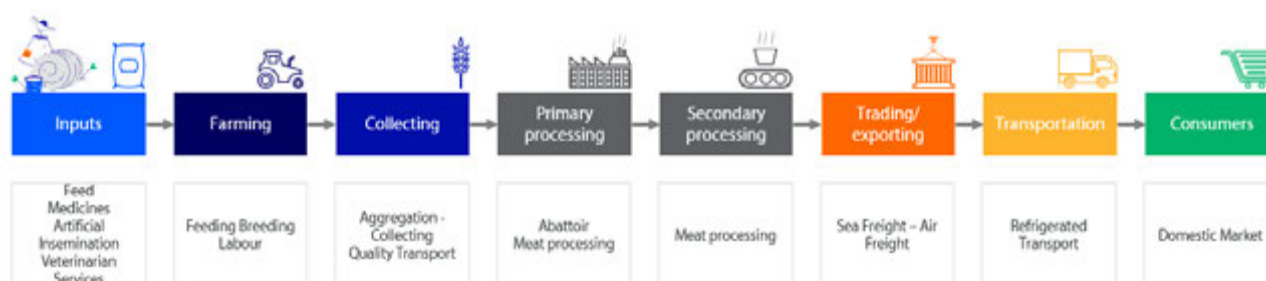 Inputs
Farming
Collecting
Primary
processing
Secondary
processing
Trading/
exporting
Transportation
Consumers
Feed
Medicines
Artificial
Insemination
Veterinarian
Services
Feeding Breeding
Labour
Aggregation -
Collecting
Quality Transport
Abattoir
Meat processing
Meat processing
Sea Freight – Air
Freight
Refrigerated
Transport
Domestic Market